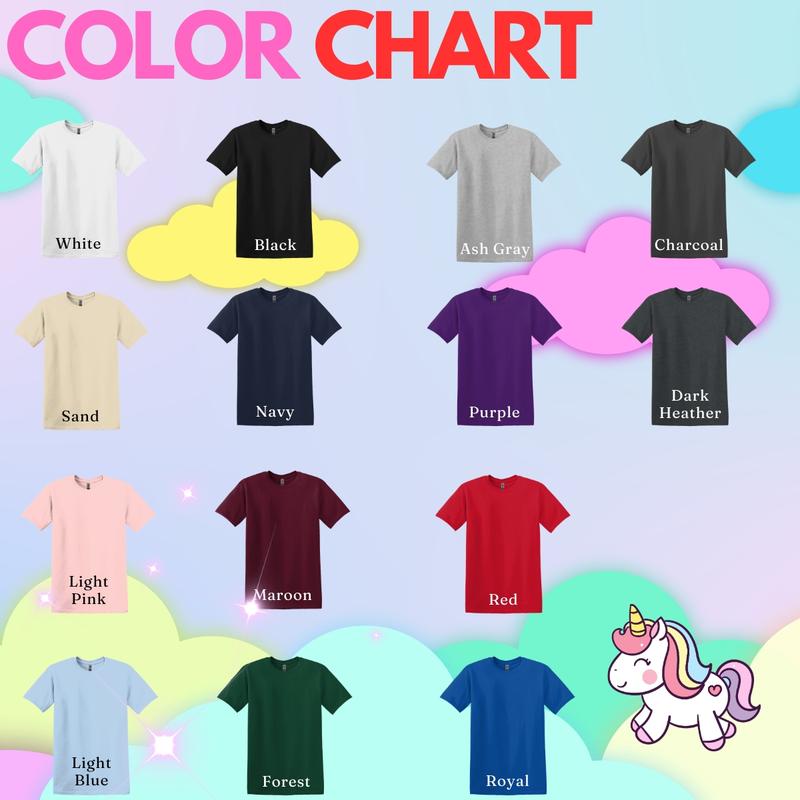 COLOR CHART
White
Black
Ash Gray
Charcoal
Sand
Navy
Purple
Dark
Heather
Light
Pink
Maroon
Red
Light
Blue
Forest
Royal